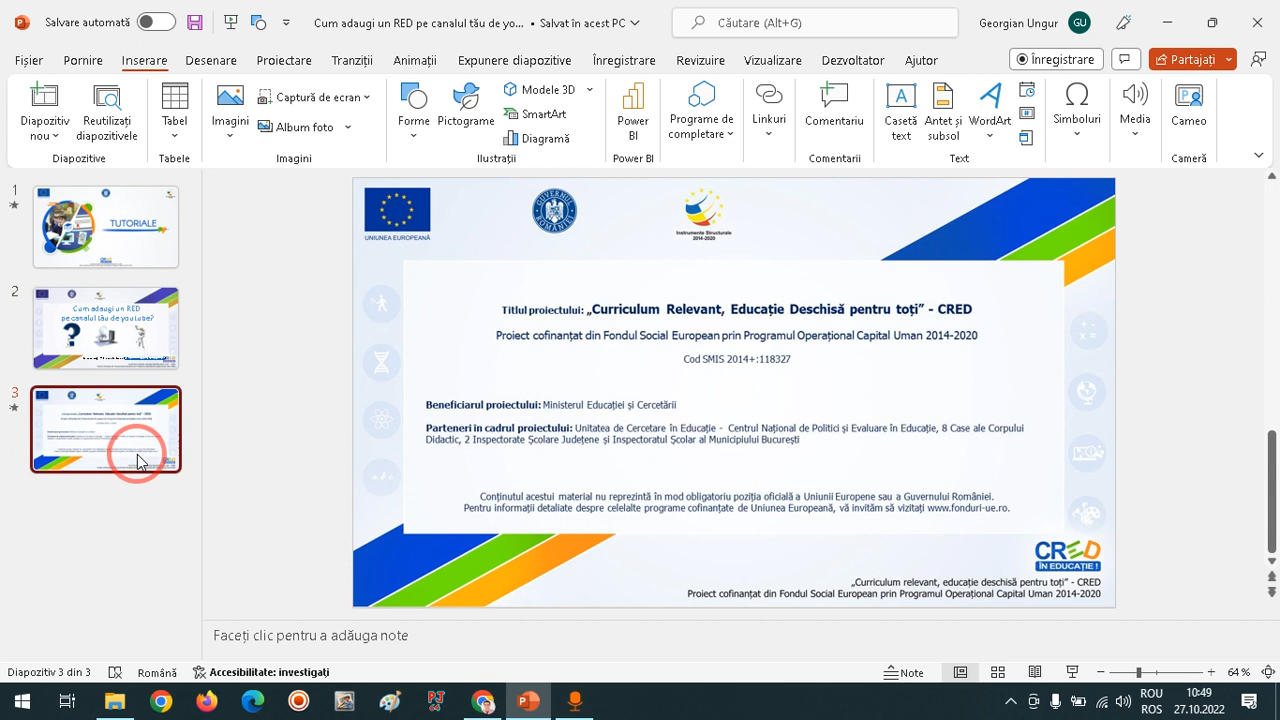 Salvare automată
Cum adaugi un RED pe canalul tău de yo... • Salvat în acest PC
Căutare (Alt+G)
Georgian Ungur
GU
Fișier Pornire Inserare Desenare Proiectare Tranziții Animații Expunere diapozitive Înregistrare Revizuire Vizualizare Dezvoltator Ajutor
Înregistrare
Partajați
Diapozitiv nou
Reutilizați diapozitivele
Diapozitive
Tabel
Tabele
Imagini
Captură de ecran
Album foto
Imagini
Forme
Pictograme
Modele 3D
SmartArt
Diagramă
Ilustrații
Power BI
Power BI
Programe de completare
Linkuri
Comentariu
Comentarii
Casetă text
Antet și subsol
WordArt
Text
Simboluri
Media
Cameo
Cameră
1
TUTORIALE
2
Cum adaugi un RED
pe canalul tău de youtube?
3
UNIUNEA EUROPEANĂ
GUVERNUL ROMÂNIEI
Instrumente Structurale
2014-2020
Titlul proiectului: „Curriculum Relevant, Educație Deschisă pentru toți” - CRED
Proiect cofinanțat din Fondul Social European prin Programul Operațional Capital Uman 2014-2020
Cod SMIS 2014+:118327
Beneficiarul proiectului: Ministerul Educației și Cercetării
Parteneri în cadrul proiectului: Unitatea de Cercetare în Educație - Centrul Național de Politici și Evaluare în Educație, 8 Case ale Corpului
Didactic, 2 Inspectorate Școlare Județene și Inspectoratul Școlar al Municipiului București
Conținutul acestui material nu reprezintă în mod obligatoriu poziția oficială a Uniunii Europene sau a Guvernului României.
Pentru informații detaliate despre celelalte programe cofinanțate de Uniunea Europeană, vă invităm să vizitați www.fonduri-ue.ro.
CRED
ÎN EDUCAȚIE!
„Curriculum relevant, educație deschisă pentru toți” - CRED
Proiect cofinanțat din Fondul Social European prin Programul Operațional Capital Uman 2014-2020
Faceți clic pentru a adăuga note
Diapozitiv 3 din 3
Română
Accesibilitate: investigați
Note
64 %
ROU
ROS
10:49
27.10.2022